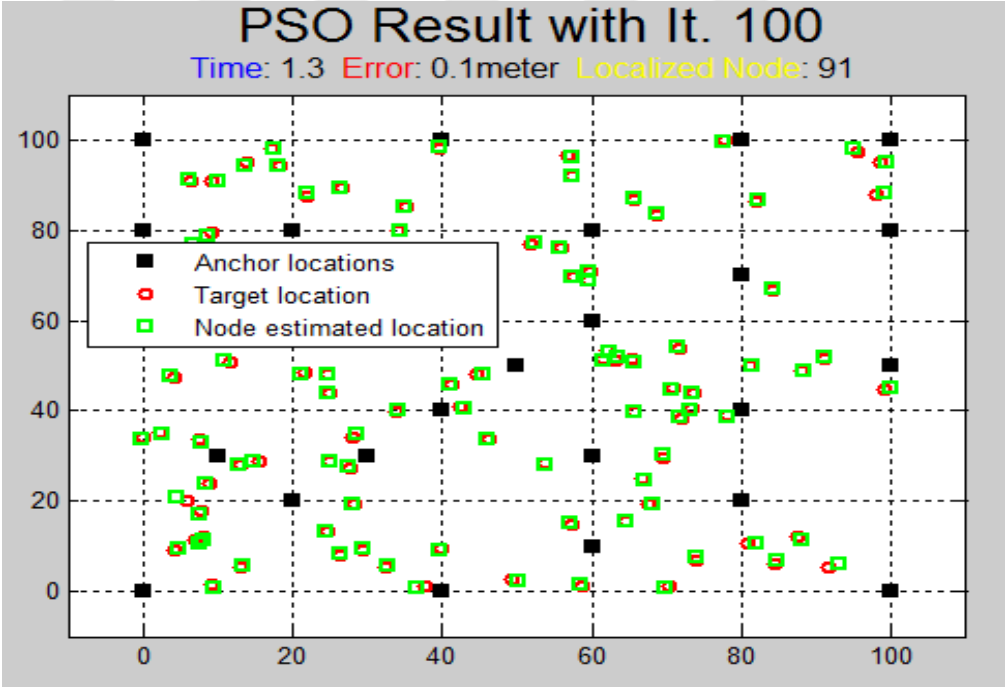 PSO Result with It. 100
Time: 1.3 Error: 0.1meter Localized Node: 91
100
80
60
40
20
0
Anchor locations
Target location
Node estimated location
0 20 40 60 80 100